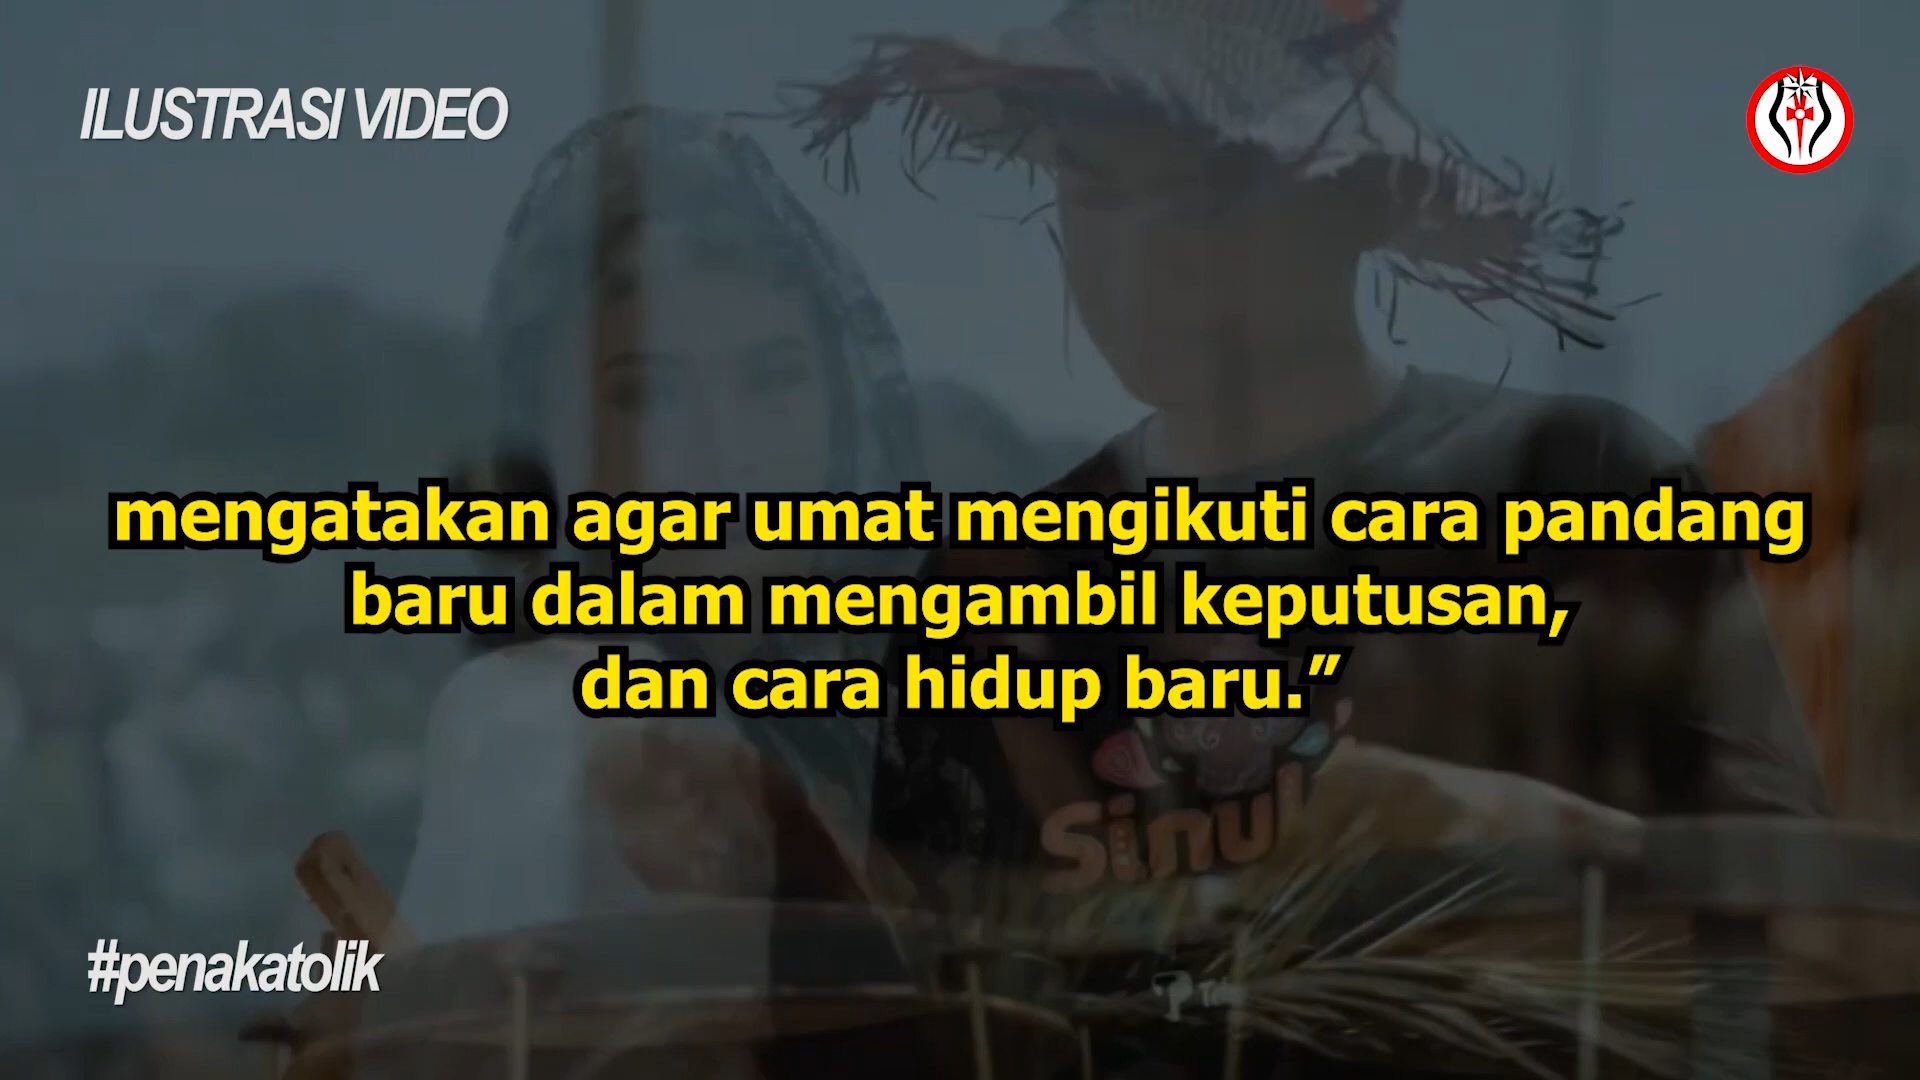 ILUSTRASI VIDEO
mengatakan agar umat mengikuti cara pandang
baru dalam mengambil keputusan,
dan cara hidup baru.”
#penakatolik